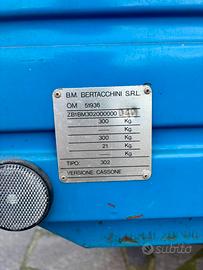 B.M. BERTACCHINI S.R.L.
OM 51936
ZB1BM302000000
300 Kg
Kg
300 Kg
21 Kg
Kg
TIPO: 302
VERSIONE CASSONE
subito